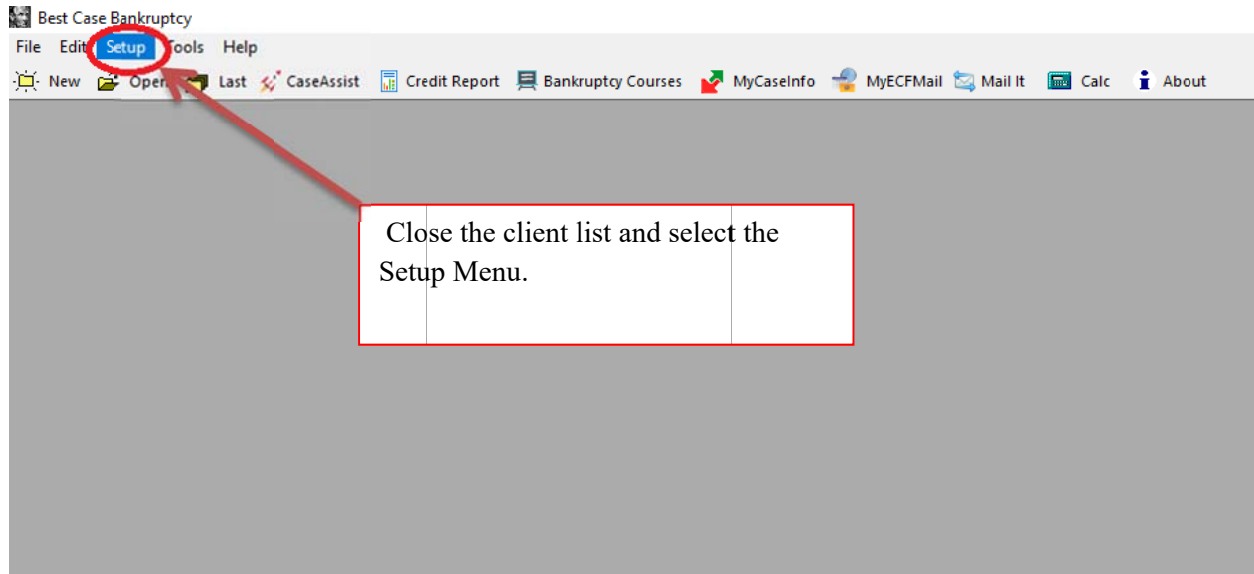 Best Case Bankruptcy
File Edit Setup Tools Help
New Open Last CaseAssist Credit Report Bankruptcy Courses MyCaseInfo MyECFMail Mail It Calc About
Close the client list and select the
Setup Menu.